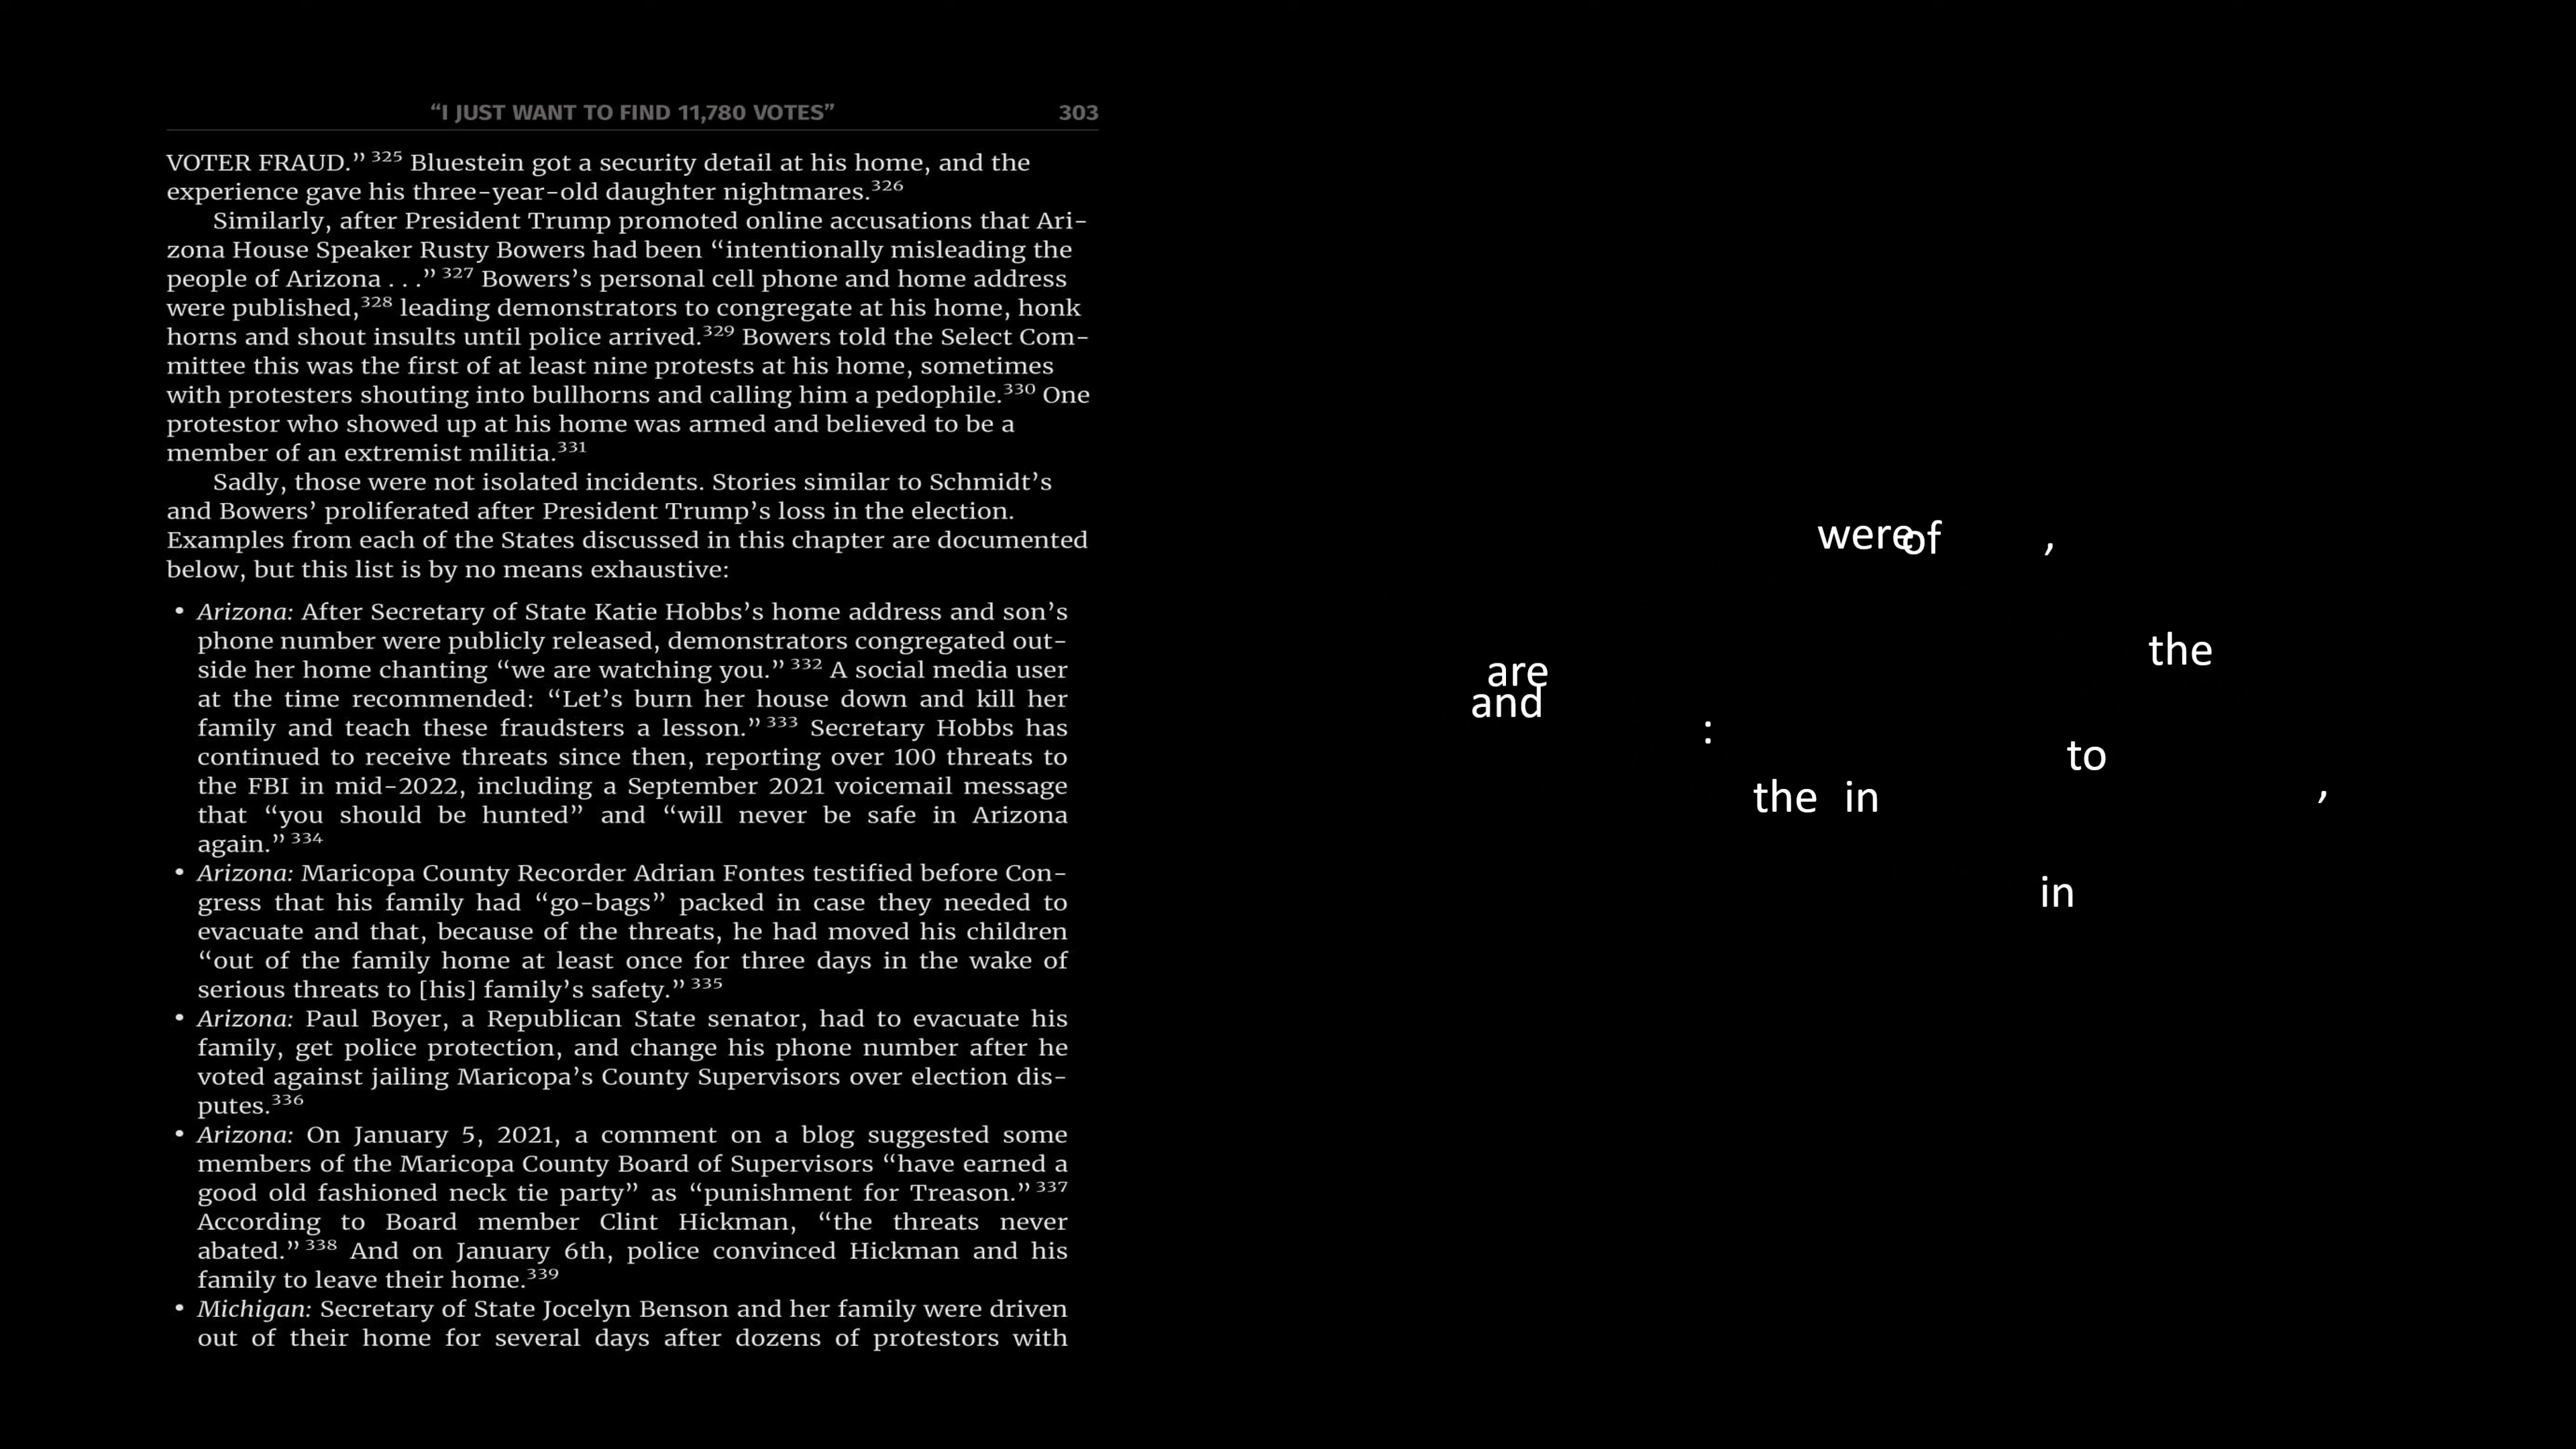 “I JUST WANT TO FIND 11,780 VOTES” 303
VOTER FRAUD.” 325 Bluestein got a security detail at his home, and the
experience gave his three-year-old daughter nightmares.326
Similarly, after President Trump promoted online accusations that Ari-
zona House Speaker Rusty Bowers had been “intentionally misleading the
people of Arizona . . .” 327 Bowers’s personal cell phone and home address
were published,328 leading demonstrators to congregate at his home, honk
horns and shout insults until police arrived.329 Bowers told the Select Com-
mittee this was the first of at least nine protests at his home, sometimes
with protesters shouting into bullhorns and calling him a pedophile.330 One
protestor who showed up at his home was armed and believed to be a
member of an extremist militia.331
Sadly, those were not isolated incidents. Stories similar to Schmidt’s
and Bowers’ proliferated after President Trump’s loss in the election.
Examples from each of the States discussed in this chapter are documented
below, but this list is by no means exhaustive:
• Arizona: After Secretary of State Katie Hobbs’s home address and son’s
phone number were publicly released, demonstrators congregated out-
side her home chanting “we are watching you.” 332 A social media user
at the time recommended: “Let’s burn her house down and kill her
family and teach these fraudsters a lesson.” 333 Secretary Hobbs has
continued to receive threats since then, reporting over 100 threats to
the FBI in mid-2022, including a September 2021 voicemail message
that “you should be hunted” and “will never be safe in Arizona
again.” 334
• Arizona: Maricopa County Recorder Adrian Fontes testified before Con-
gress that his family had “go-bags” packed in case they needed to
evacuate and that, because of the threats, he had moved his children
“out of the family home at least once for three days in the wake of
serious threats to [his] family’s safety.” 335
• Arizona: Paul Boyer, a Republican State senator, had to evacuate his
family, get police protection, and change his phone number after he
voted against jailing Maricopa’s County Supervisors over election dis-
putes.336
• Arizona: On January 5, 2021, a comment on a blog suggested some
members of the Maricopa County Board of Supervisors “have earned a
good old fashioned neck tie party” as “punishment for Treason.” 337
According to Board member Clint Hickman, “the threats never
abated.” 338 And on January 6th, police convinced Hickman and his
family to leave their home.339
• Michigan: Secretary of State Jocelyn Benson and her family were driven
out of their home for several days after dozens of protestors with
were of ,
the
are
and
:
to
the in ,
in